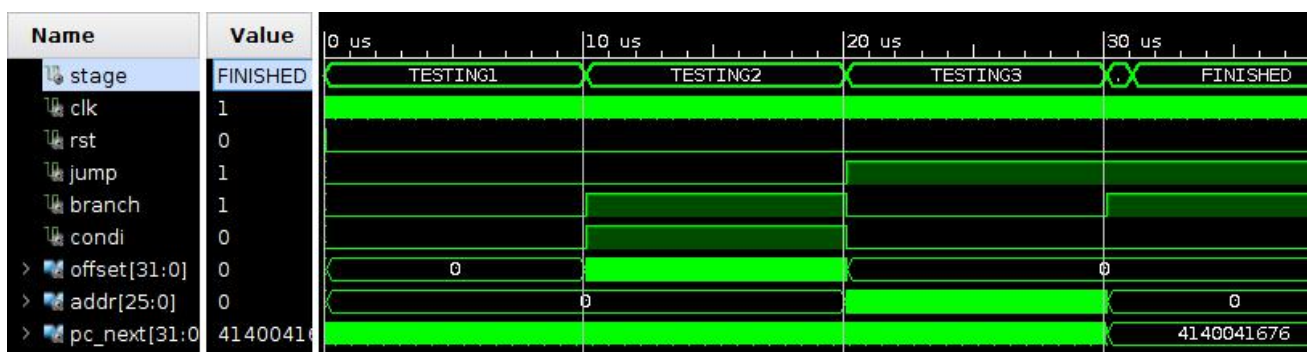 Name Value 0 us 10 us 20 us 30 us
stage FINISHED TESTING1 TESTING2 TESTING3 . FINISHED
clk 1
rst 0
jump 1
branch 1
condi 0
offset[31:0] 0 0 0
addr[25:0] 0 0 0
pc_next[31:0 4140041676